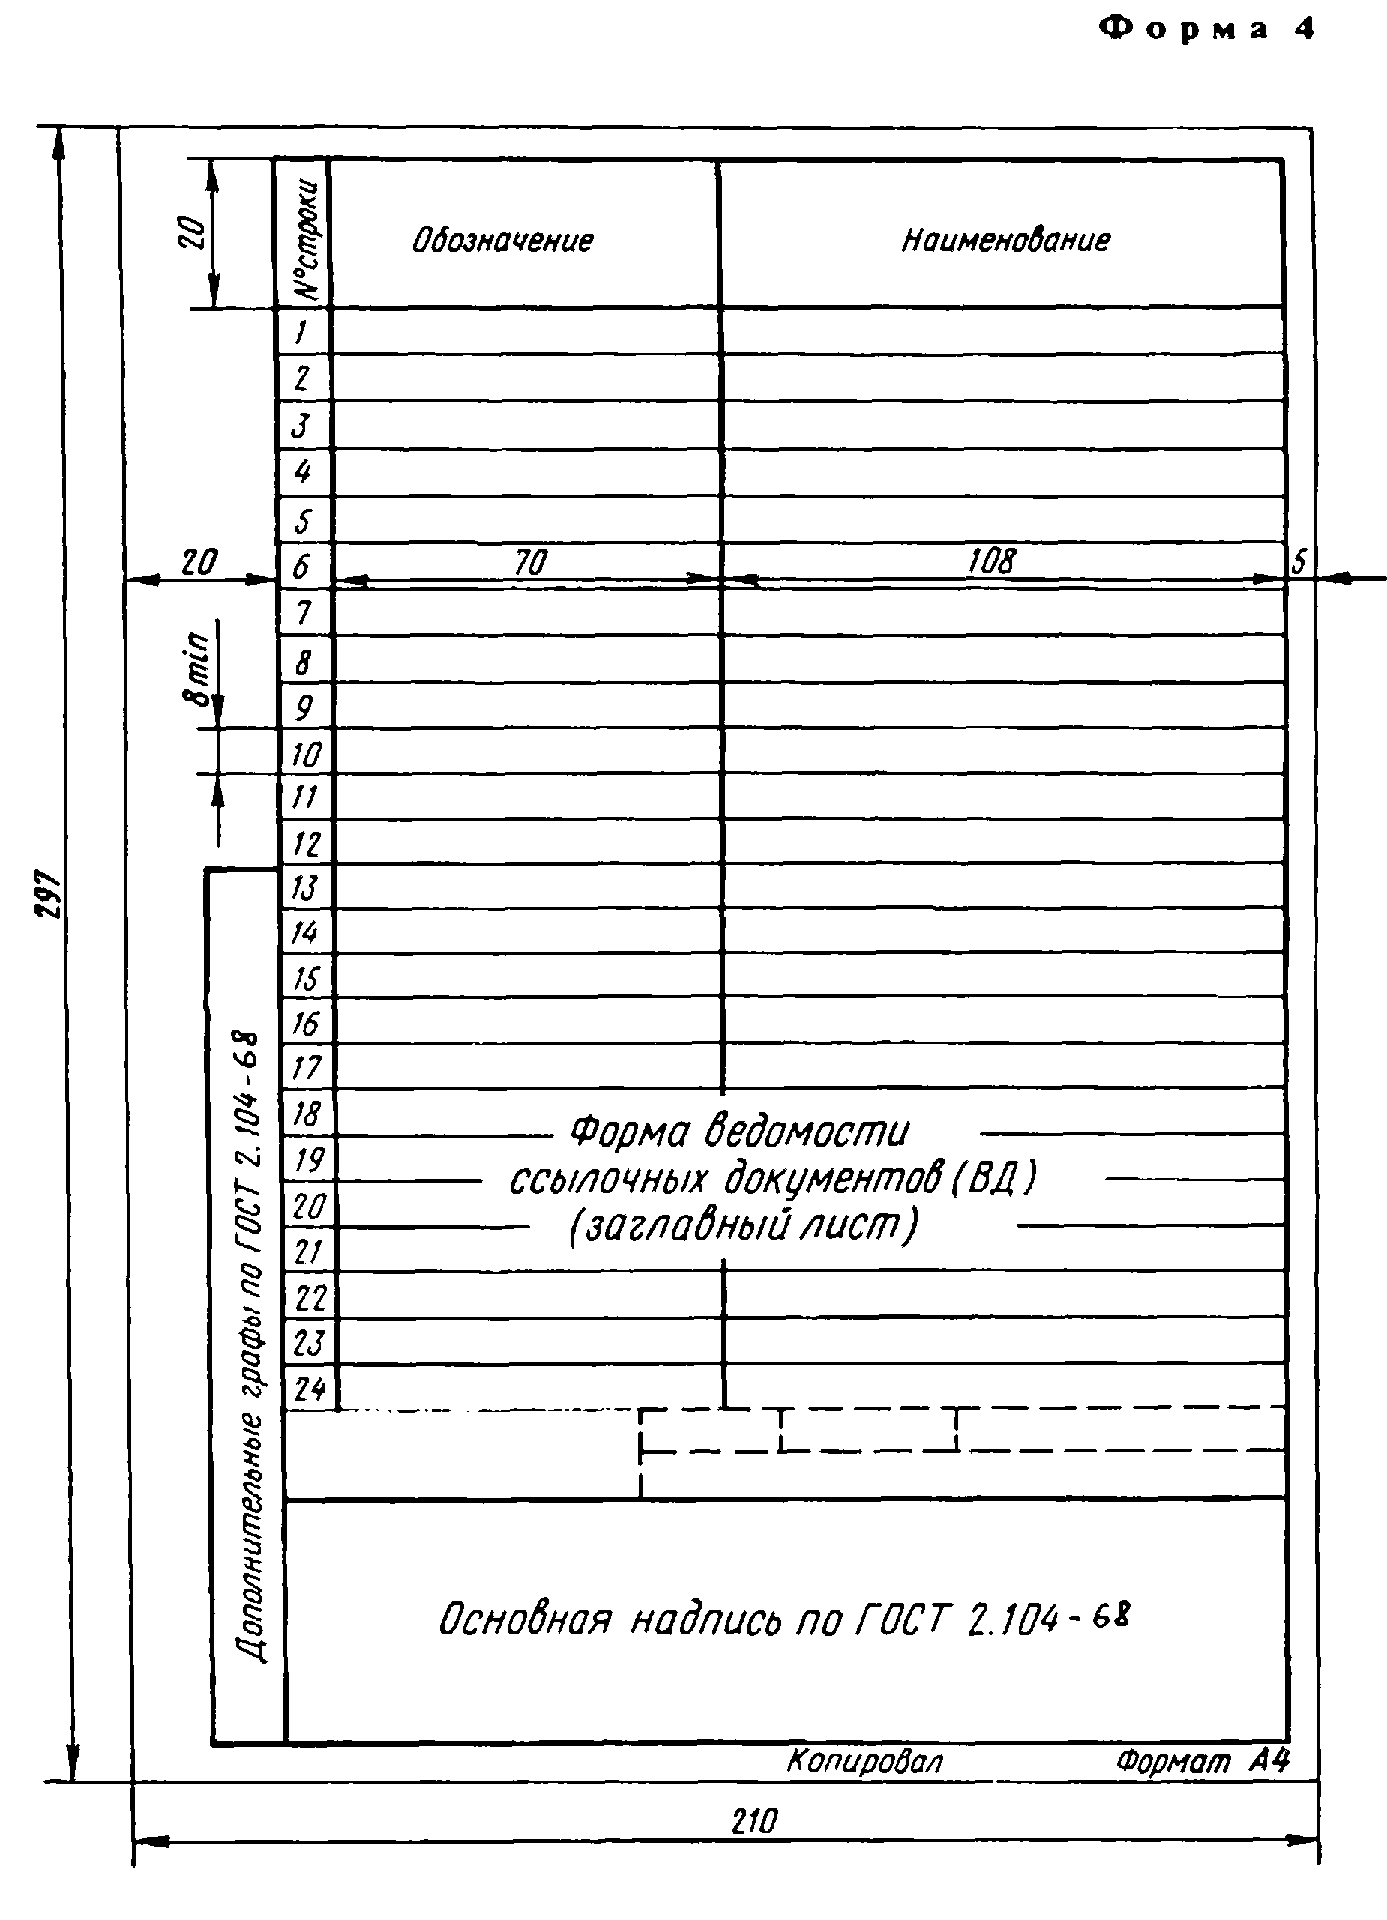 Форма 4
20
№ строки
Обозначение
Наименование
1
2
3
4
5
20
6
70
108
5
7
8 min
8
9
10
11
12
13
14
15
16
17
18
19
20
21
22
23
24
297
Форма ведомости
ссылочных документов (ВД)
(заглавный лист)
Дополнительные графы по ГОСТ 2.104-68
Основная надпись по ГОСТ 2.104-68
Копировал Формат А4
210